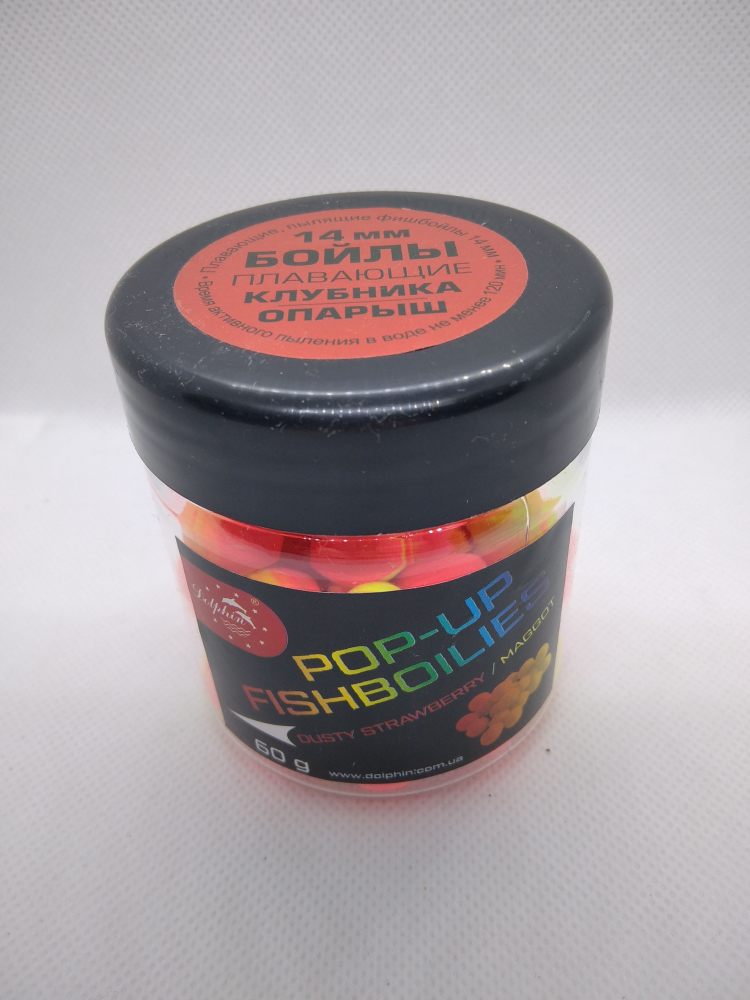 Плавающие, пылящие фишбойлы 14 мм • Время активного пыления в воде не менее 120 мин •
14 мм
БОЙЛЫ
ПЛАВАЮЩИЕ
КЛУБНИКА
ОПАРЫШ
Dolphin ®
POP-UP
FISHBOILIES
DUSTY STRAWBERRY / MAGGOT
60 g
www.dolphin.com.ua